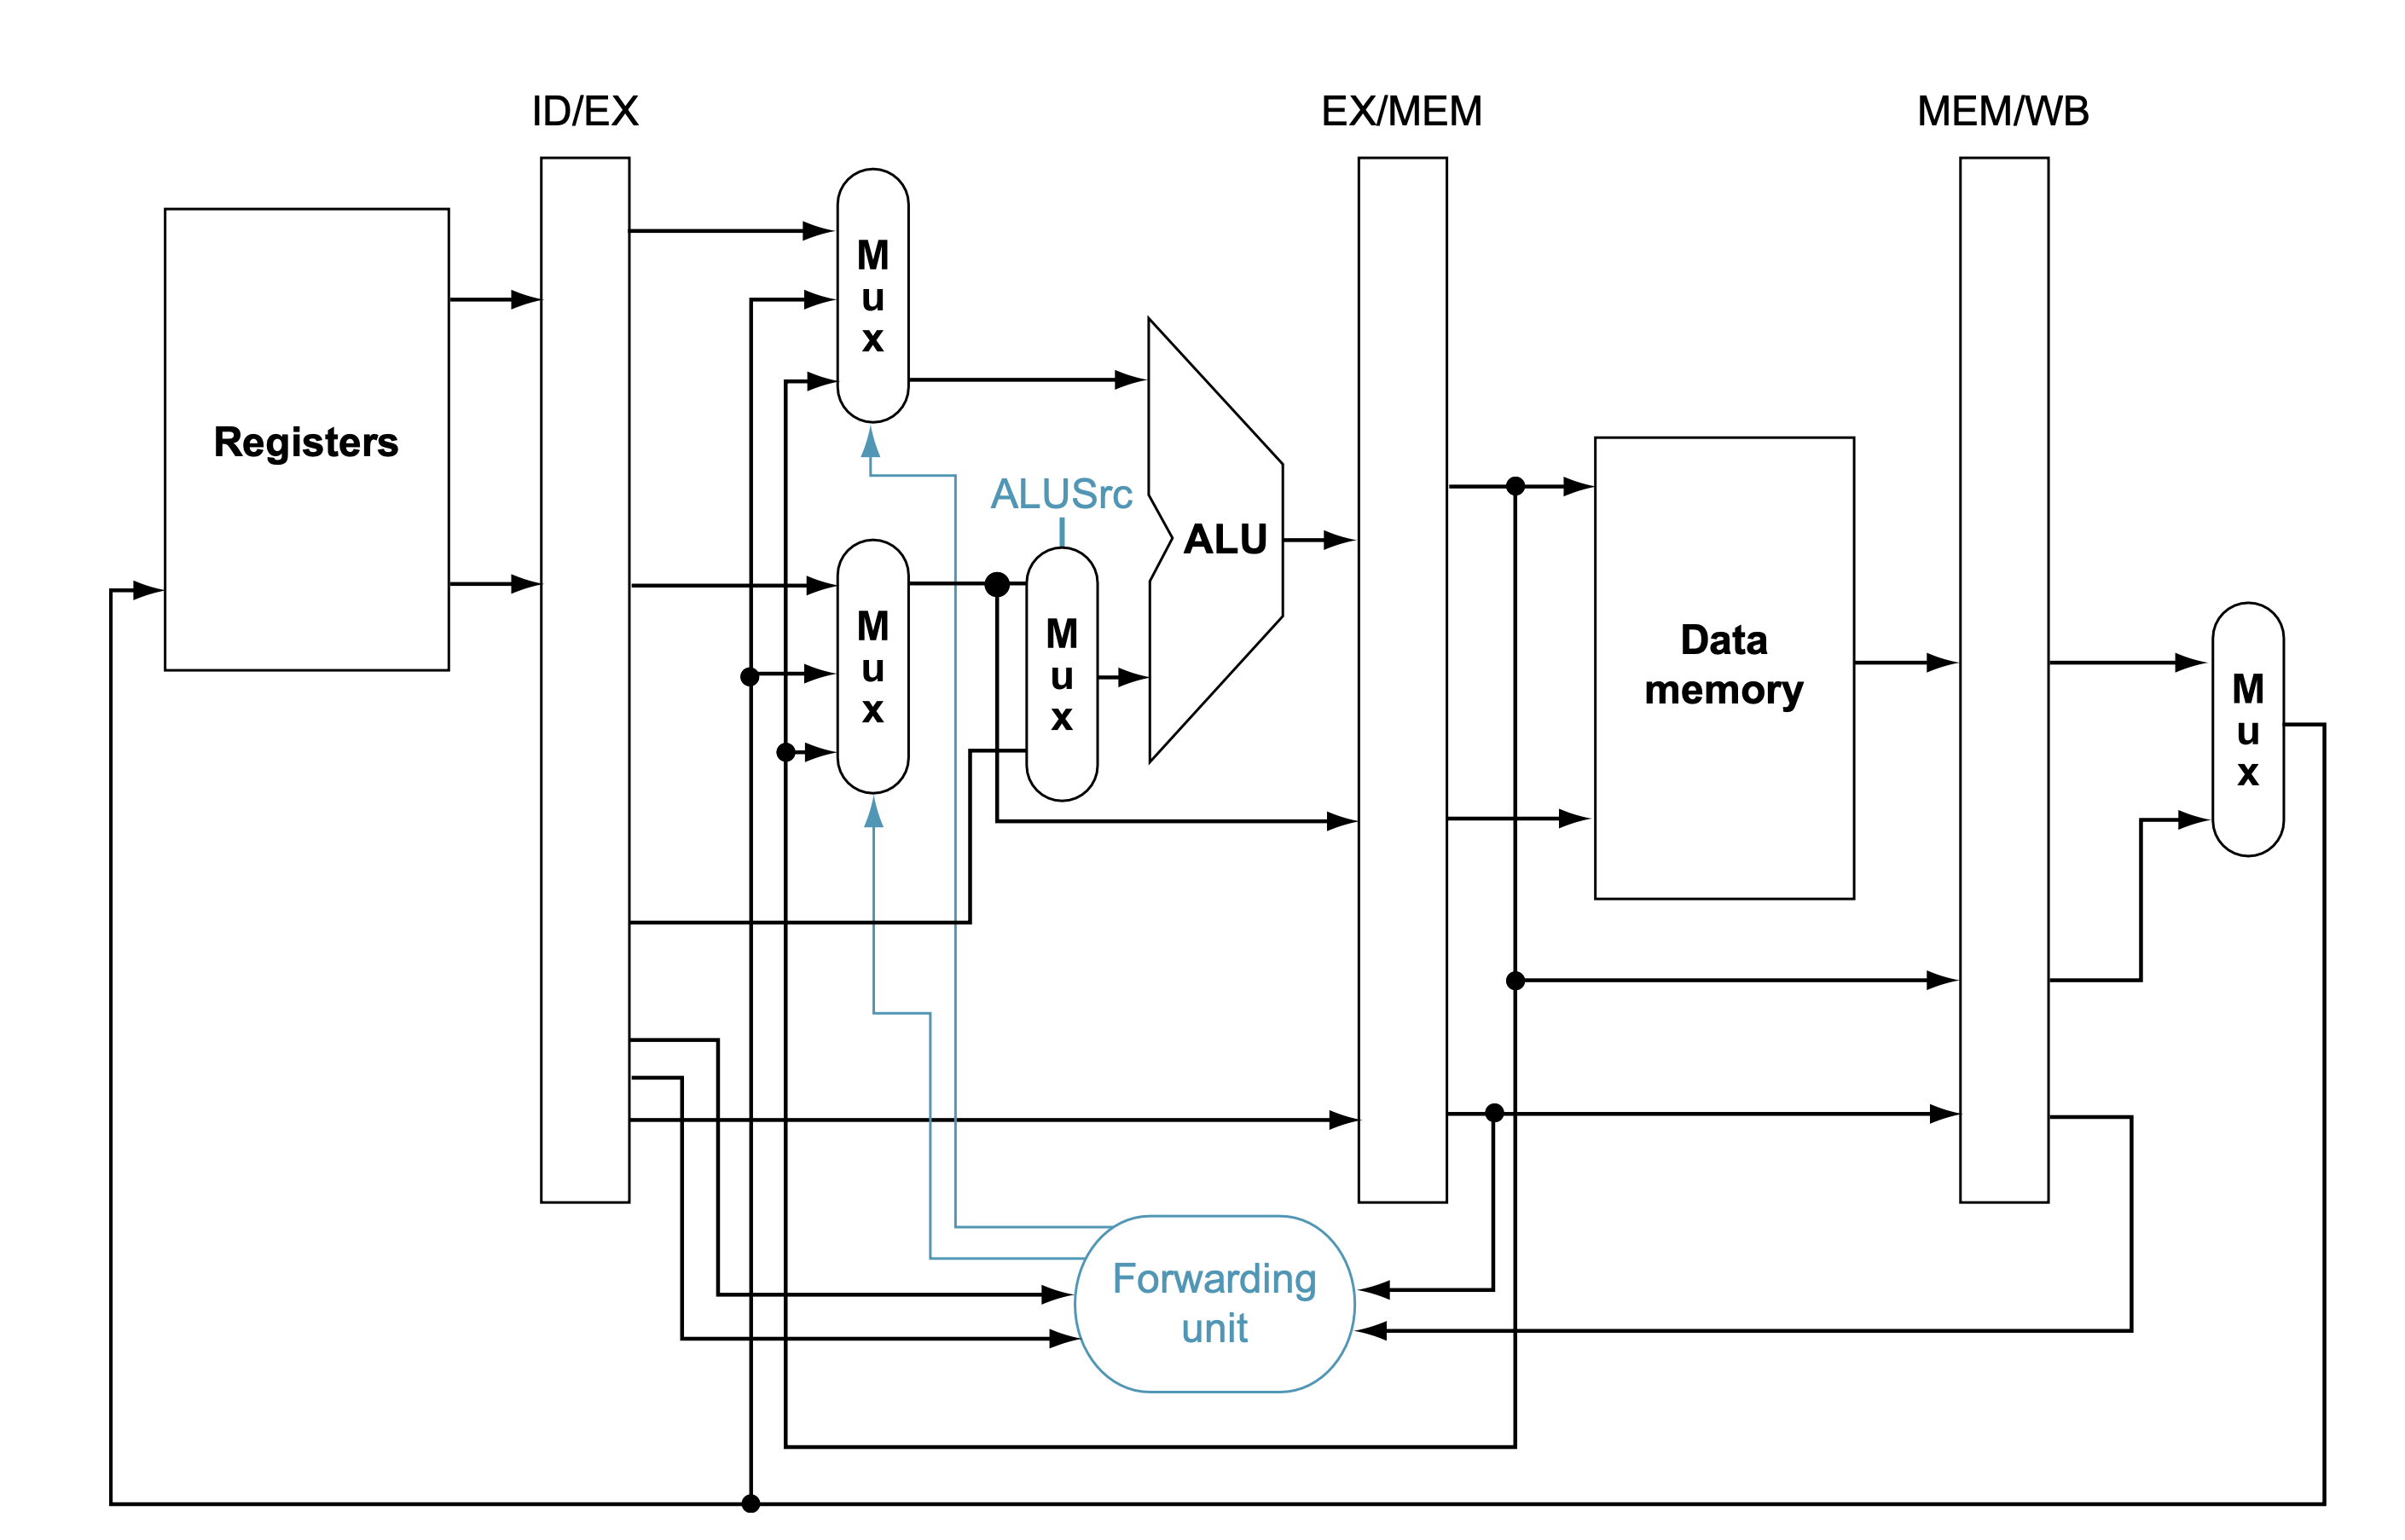 ID/EX
EX/MEM
MEM/WB
M
u
x
Registers
ALUSrc
ALU
M
u
x
M
u
x
Data
memory
M
u
x
Forwarding
unit